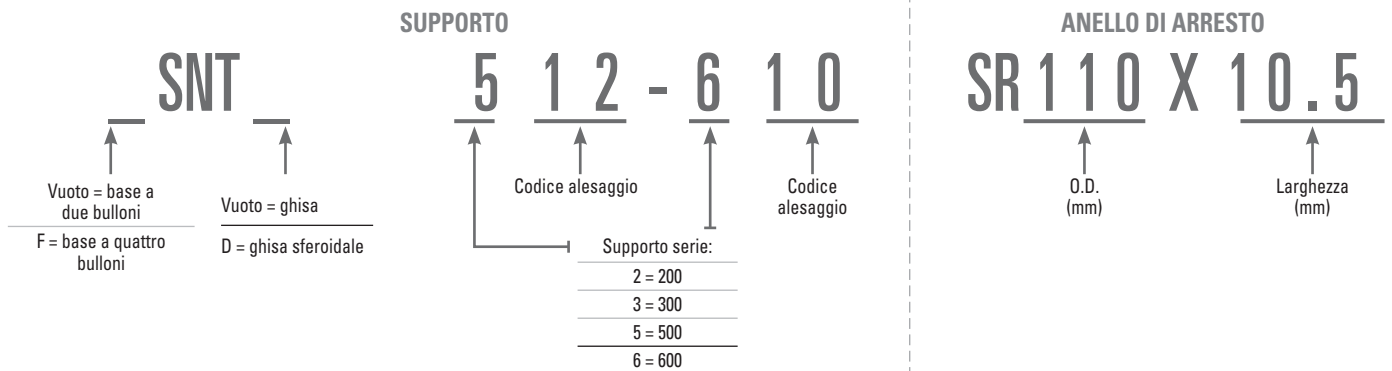 SUPPORTO
SNT 5 1 2 - 6 1 0
Vuoto = base a
due bulloni
F = base a quattro
bulloni
Vuoto = ghisa
D = ghisa sferoidale
Codice alesaggio
Codice
alesaggio
Supporto serie:
2 = 200
3 = 300
5 = 500
6 = 600
ANELLO DI ARRESTO
SR 1 1 0 X 1 0 . 5
O.D.
(mm)
Larghezza
(mm)